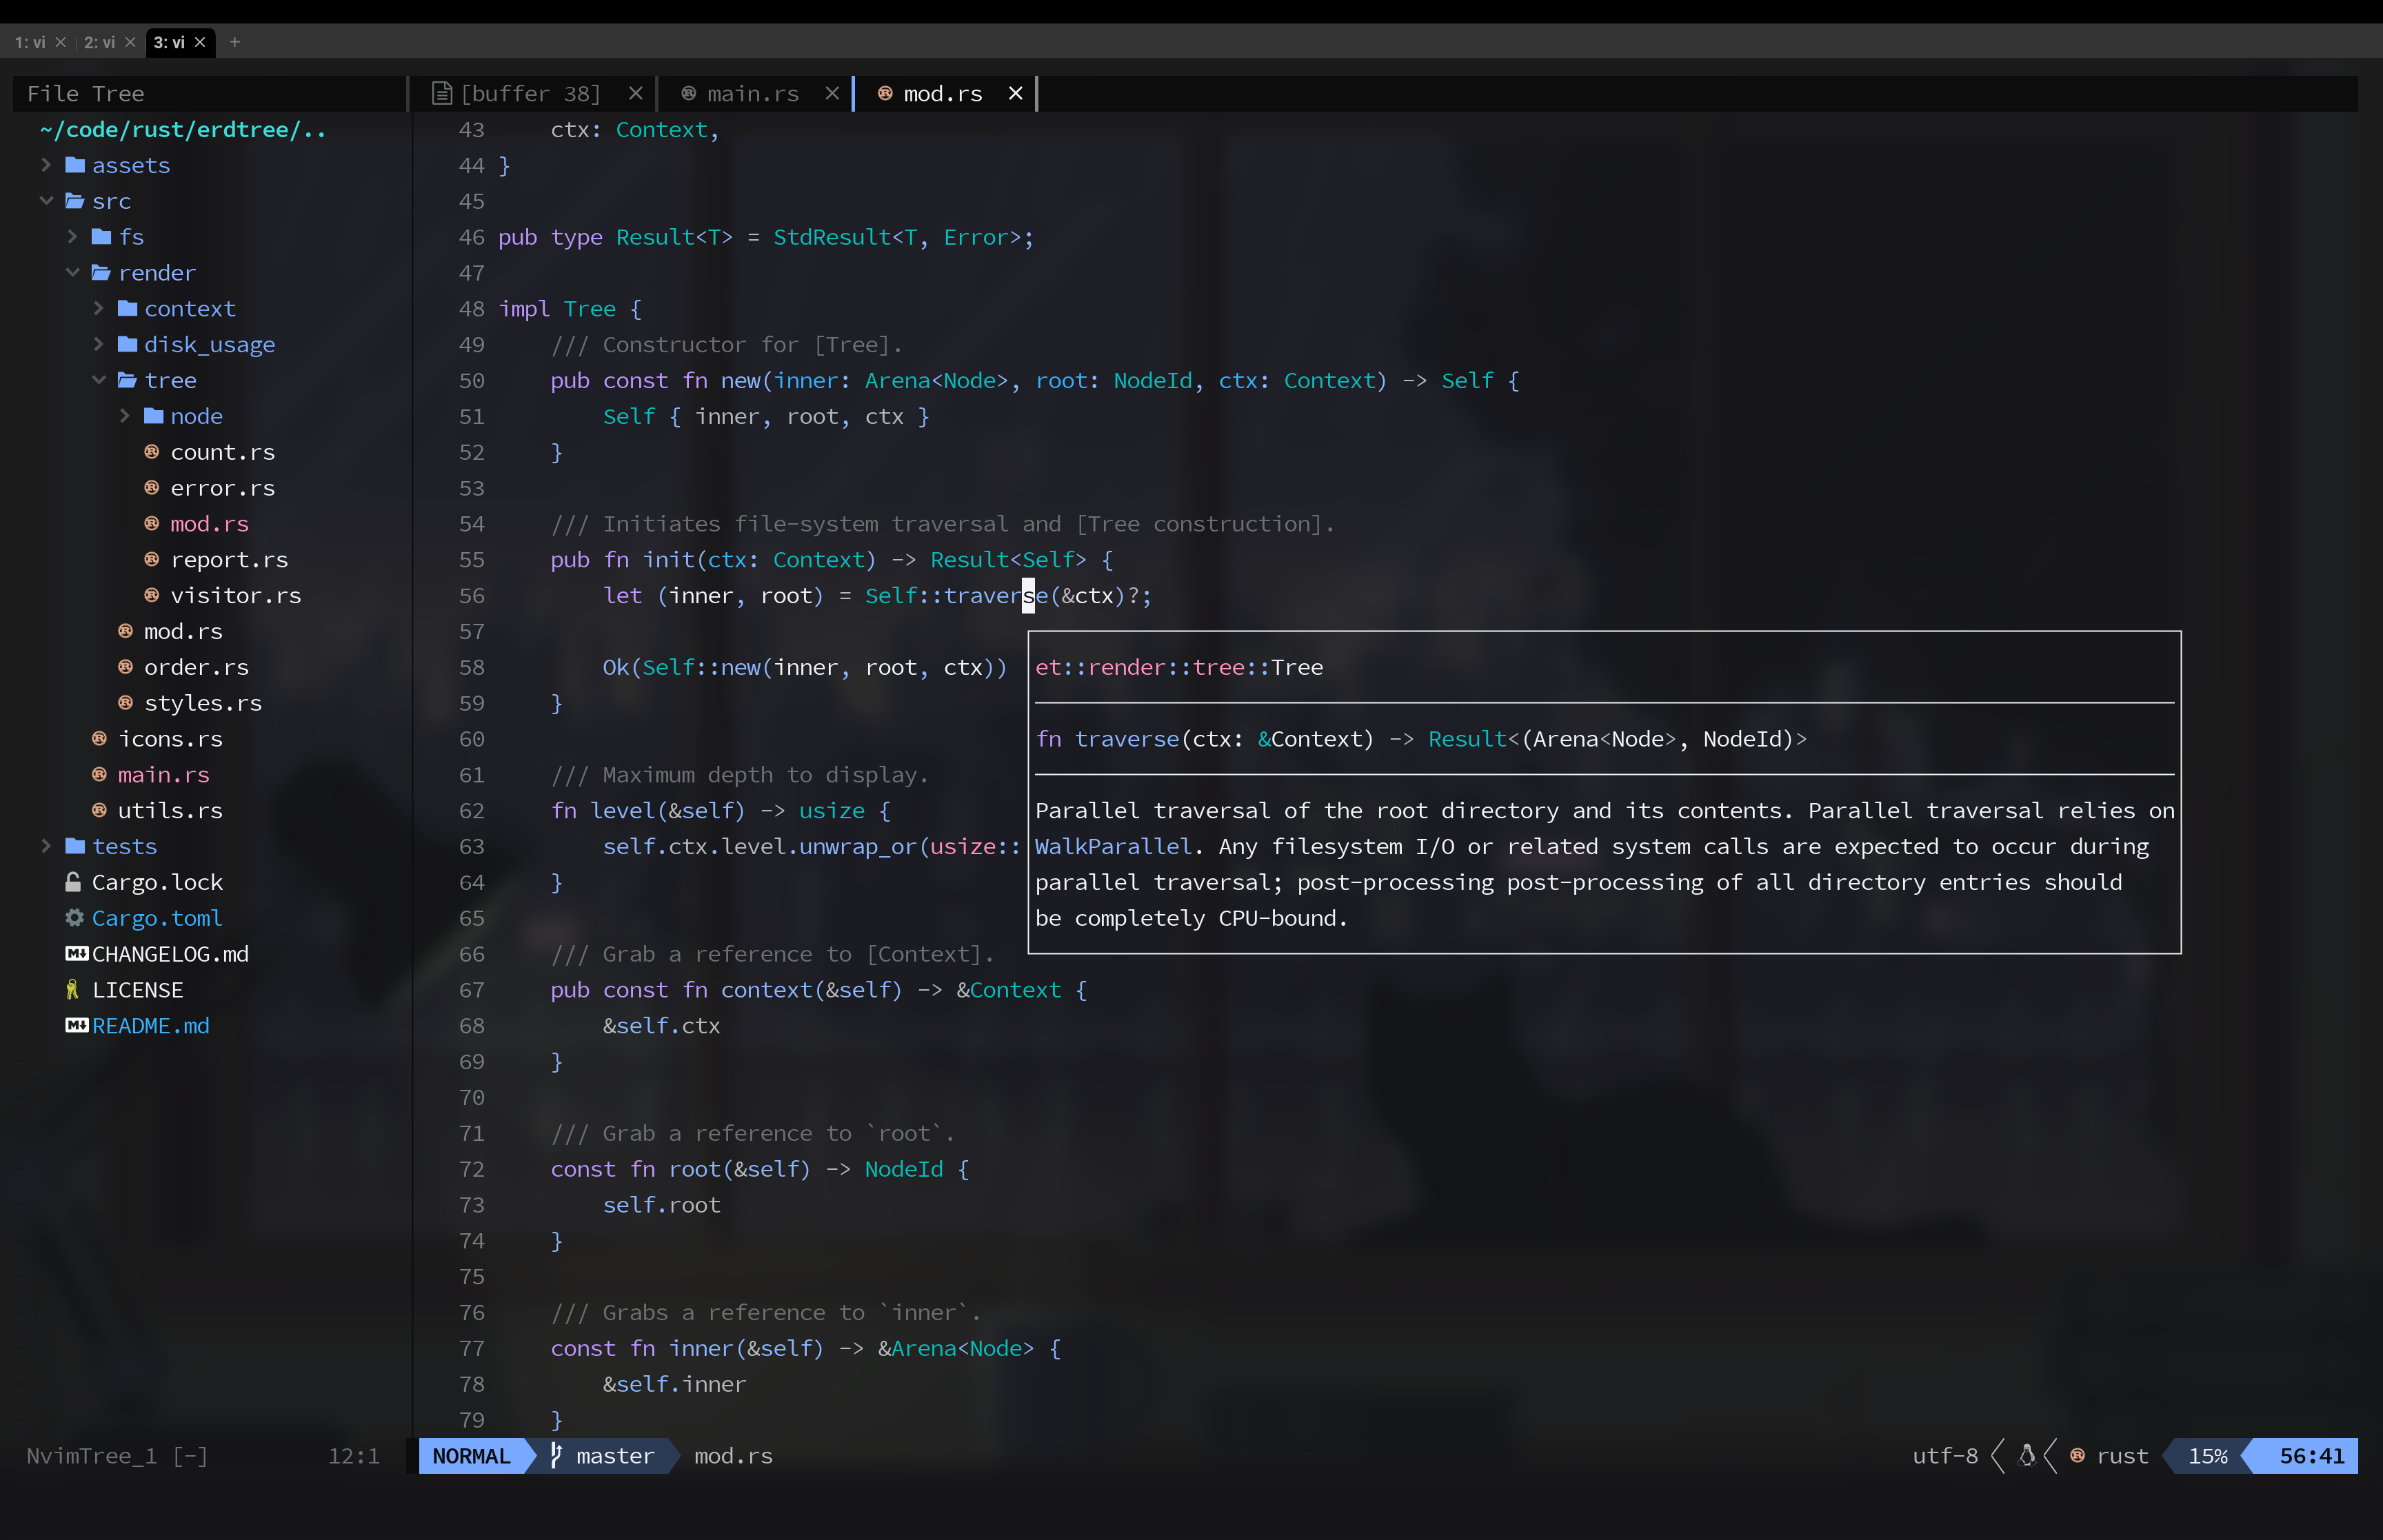 1: vi × 2: vi × 3: vi × +
File Tree
~/code/rust/erdtree/..
assets
src
fs
render
context
disk_usage
tree
node
count.rs
error.rs
mod.rs
report.rs
visitor.rs
mod.rs
order.rs
styles.rs
icons.rs
main.rs
utils.rs
tests
Cargo.lock
Cargo.toml
CHANGELOG.md
LICENSE
README.md
NvimTree_1 [-] 12:1
[buffer 38] × main.rs × mod.rs ×
43     ctx: Context,
44 }
45
46 pub type Result<T> = StdResult<T, Error>;
47
48 impl Tree {
49     /// Constructor for [Tree].
50     pub const fn new(inner: Arena<Node>, root: NodeId, ctx: Context) -> Self {
51         Self { inner, root, ctx }
52     }
53
54     /// Initiates file-system traversal and [Tree construction].
55     pub fn init(ctx: Context) -> Result<Self> {
56         let (inner, root) = Self::traverse(&ctx)?;
57
58         Ok(Self::new(inner, root, ctx))
59     }
60
61     /// Maximum depth to display.
62     fn level(&self) -> usize {
63         self.ctx.level.unwrap_or(usize::
64     }
65
66     /// Grab a reference to [Context].
67     pub const fn context(&self) -> &Context {
68         &self.ctx
69     }
70
71     /// Grab a reference to `root`.
72     const fn root(&self) -> NodeId {
73         self.root
74     }
75
76     /// Grabs a reference to `inner`.
77     const fn inner(&self) -> &Arena<Node> {
78         &self.inner
79     }
et::render::tree::Tree
fn traverse(ctx: &Context) -> Result<(Arena<Node>, NodeId)>
Parallel traversal of the root directory and its contents. Parallel traversal relies on
WalkParallel. Any filesystem I/O or related system calls are expected to occur during
parallel traversal; post-processing post-processing of all directory entries should
be completely CPU-bound.
NORMAL master mod.rs utf-8 rust 15% 56:41